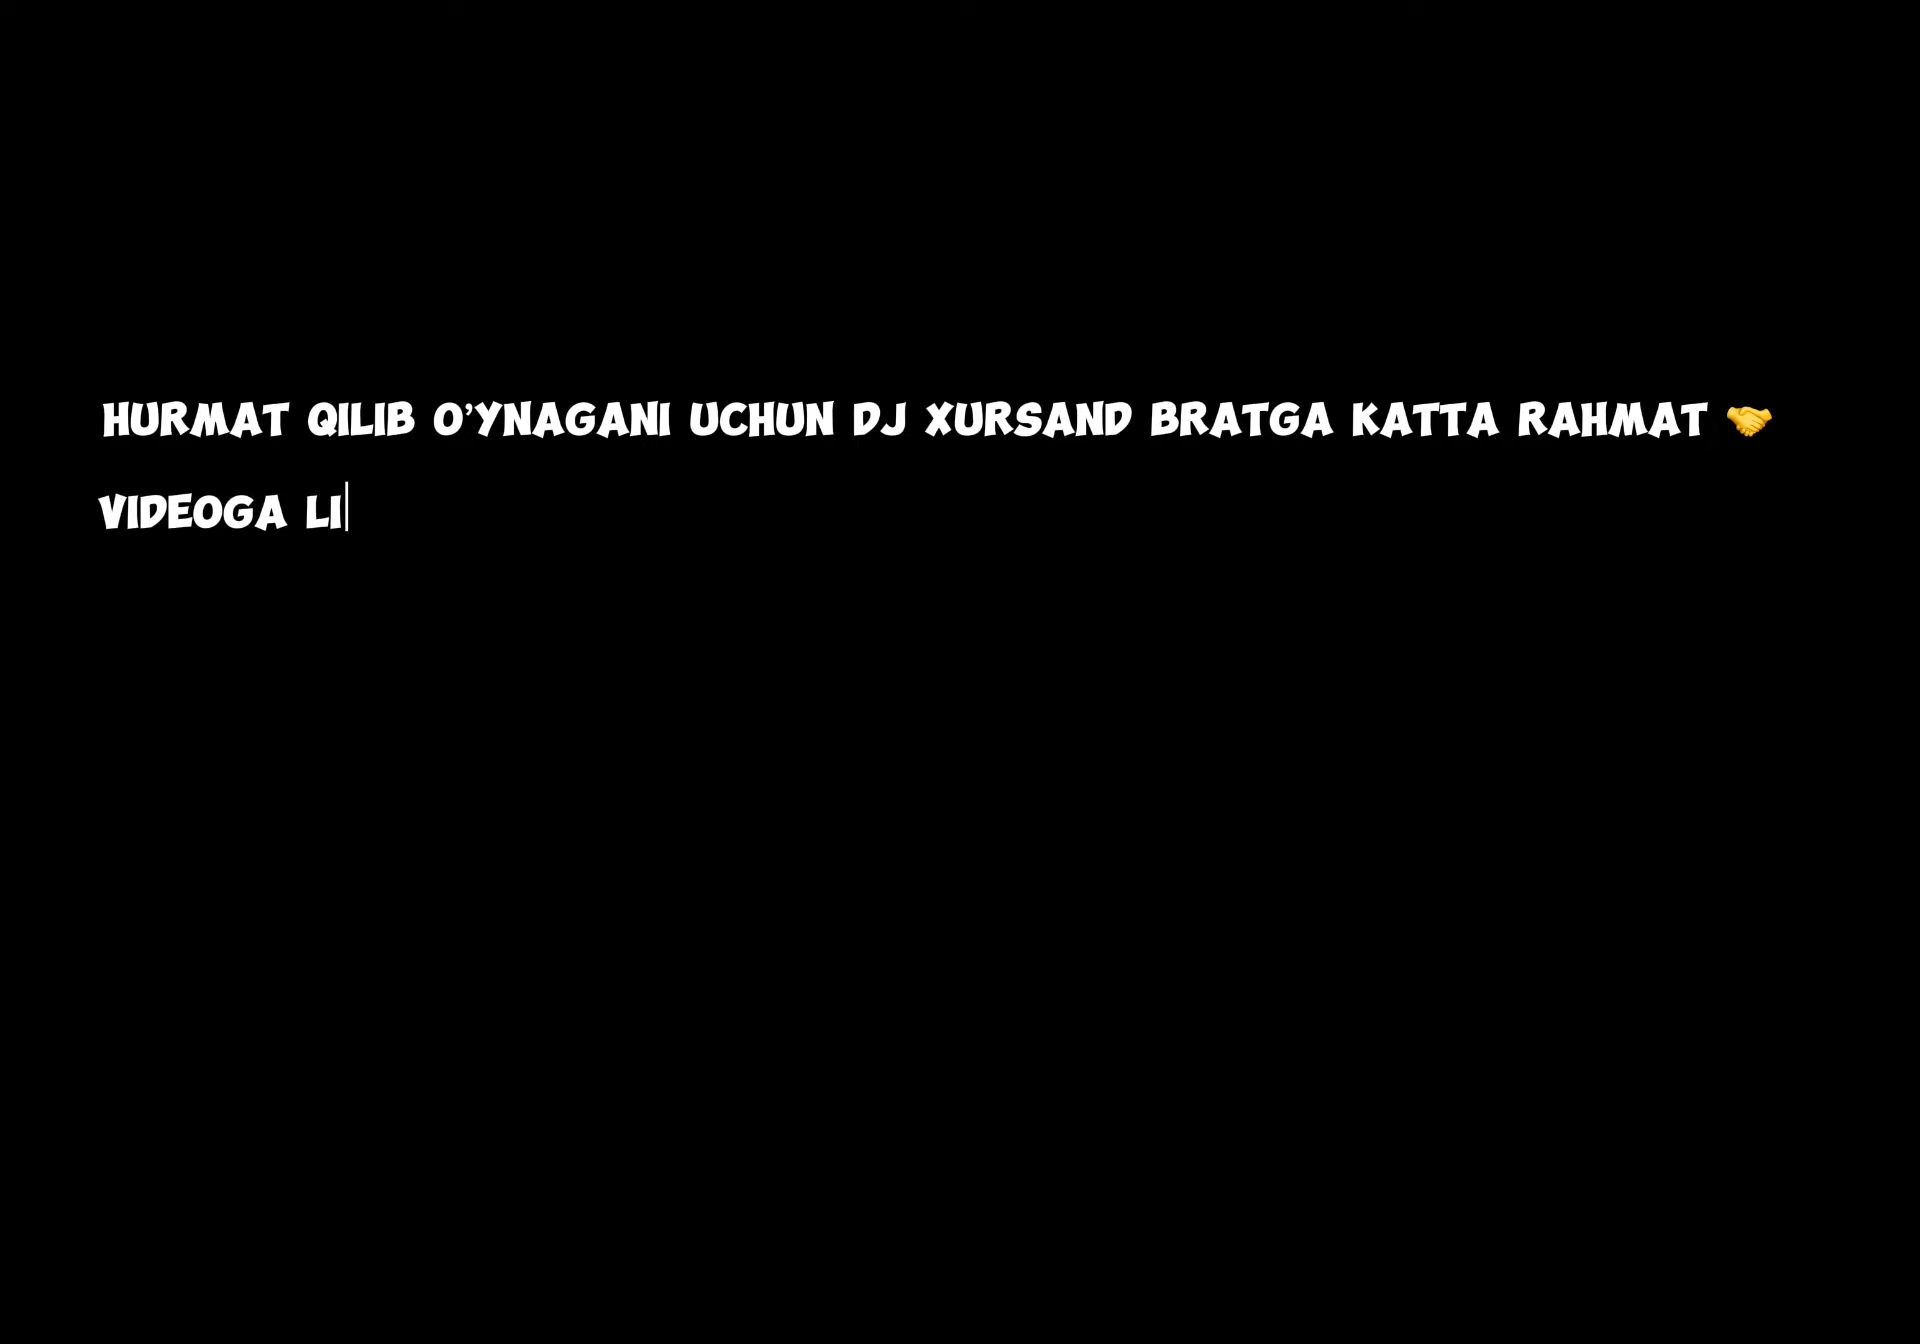 HURMAT QILIB O'YNAGANI UCHUN DJ XURSAND BRATGA KATTA RAHMAT 🤝
VIDEOGA LI